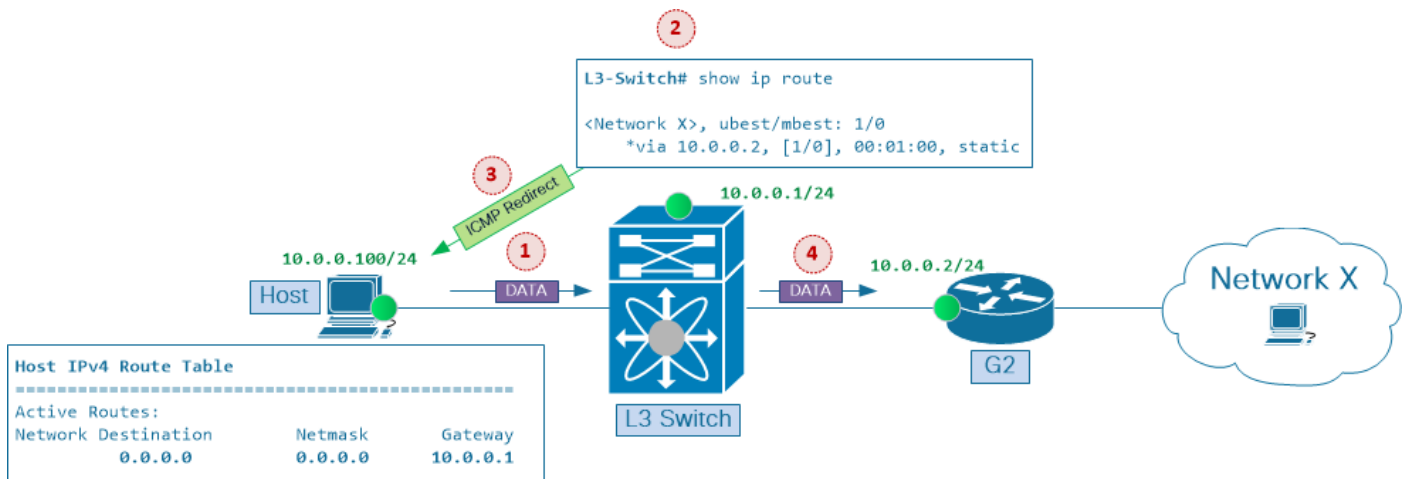 2
L3-Switch# show ip route
<Network X>, ubest/mbest: 1/0
*via 10.0.0.2, [1/0], 00:01:00, static
3
ICMP Redirect
10.0.0.1/24
10.0.0.100/24
1
4
10.0.0.2/24
Host
DATA
DATA
Network X
G2
L3 Switch
Host IPv4 Route Table
===============================================
Active Routes:
Network Destination Netmask Gateway
0.0.0.0 0.0.0.0 10.0.0.1